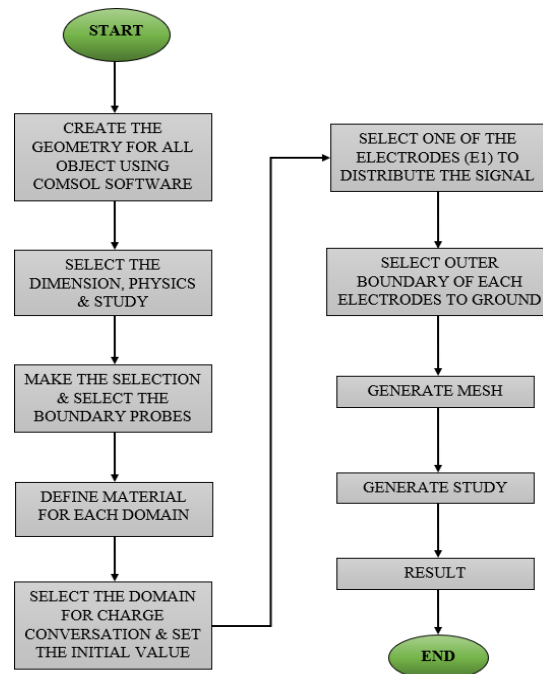 START
CREATE THE
GEOMETRY FOR ALL
OBJECT USING
COMSOL SOFTWARE
SELECT THE
DIMENSION, PHYSICS
& STUDY
MAKE THE SELECTION
& SELECT THE
BOUNDARY PROBES
DEFINE MATERIAL
FOR EACH DOMAIN
SELECT THE DOMAIN
FOR CHARGE
CONVERSATION & SET
THE INITIAL VALUE
SELECT ONE OF THE
ELECTRODES (E1) TO
DISTRIBUTE THE SIGNAL
SELECT OUTER
BOUNDARY OF EACH
ELECTRODES TO GROUND
GENERATE MESH
GENERATE STUDY
RESULT
END